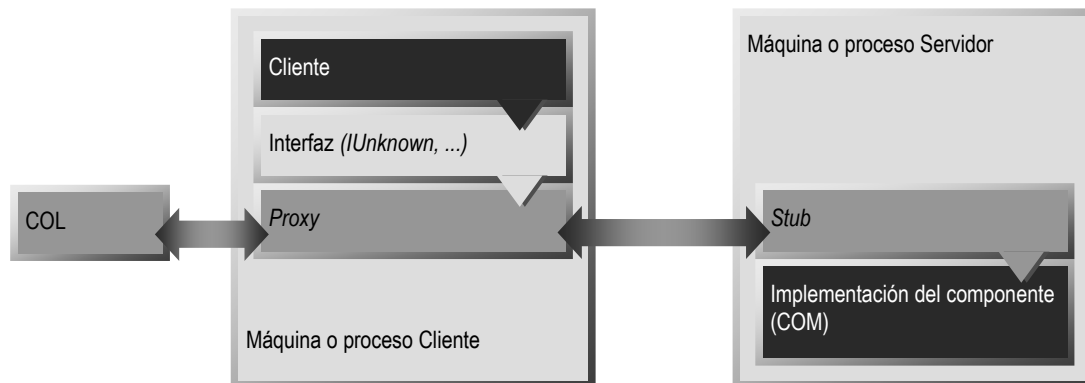 COL
Cliente
Interfaz (IUnknown, ...)
Proxy
Máquina o proceso Cliente
Máquina o proceso Servidor
Stub
Implementación del componente
(COM)